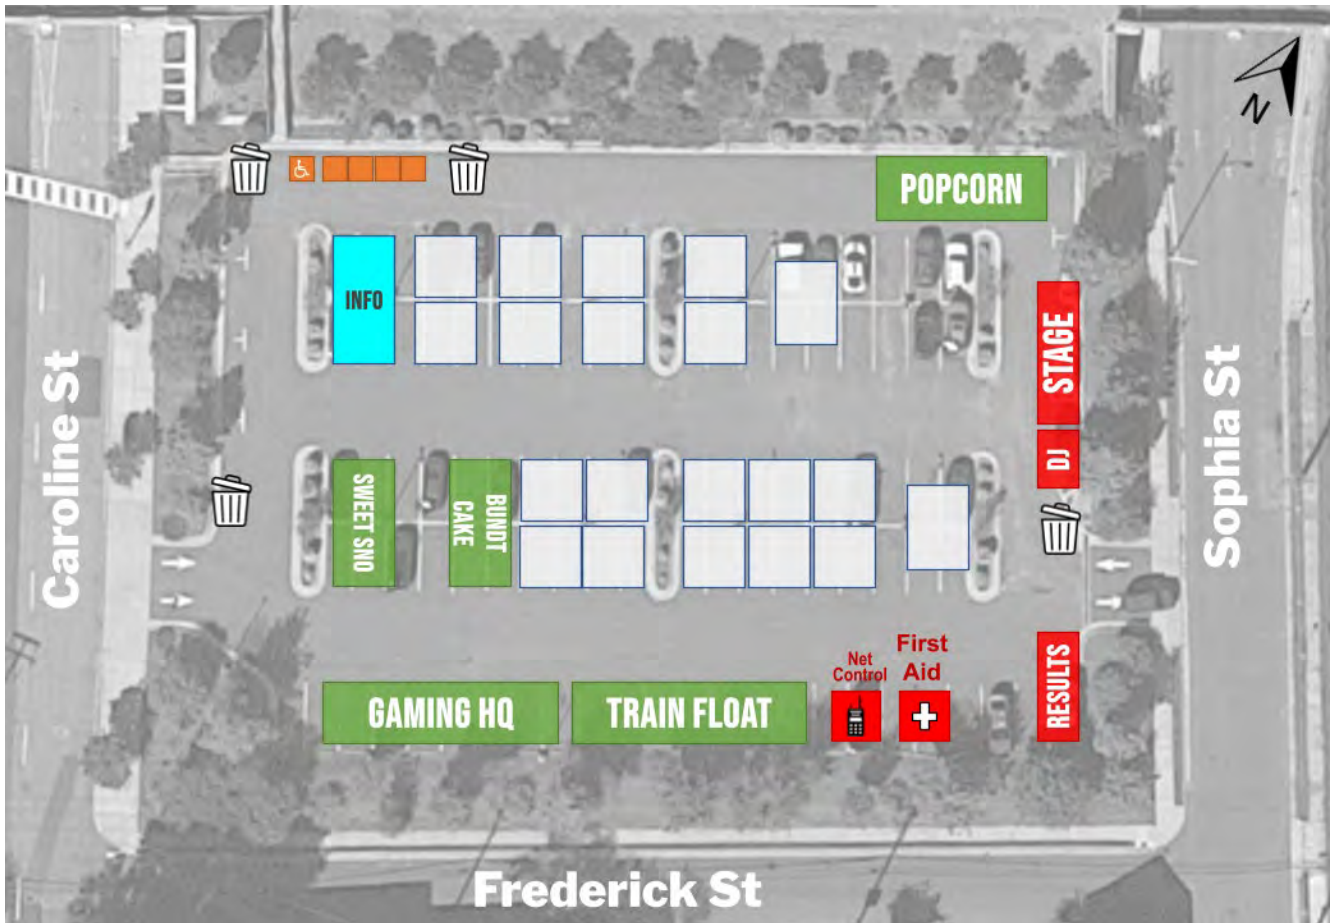 N
POPCORN
INFO
STAGE
DJ
Caroline St
Sophia St
SWEET SNO
BUNDT
CAKE
Net
Control
First
Aid
RESULTS
GAMING HQ
TRAIN FLOAT
Frederick St